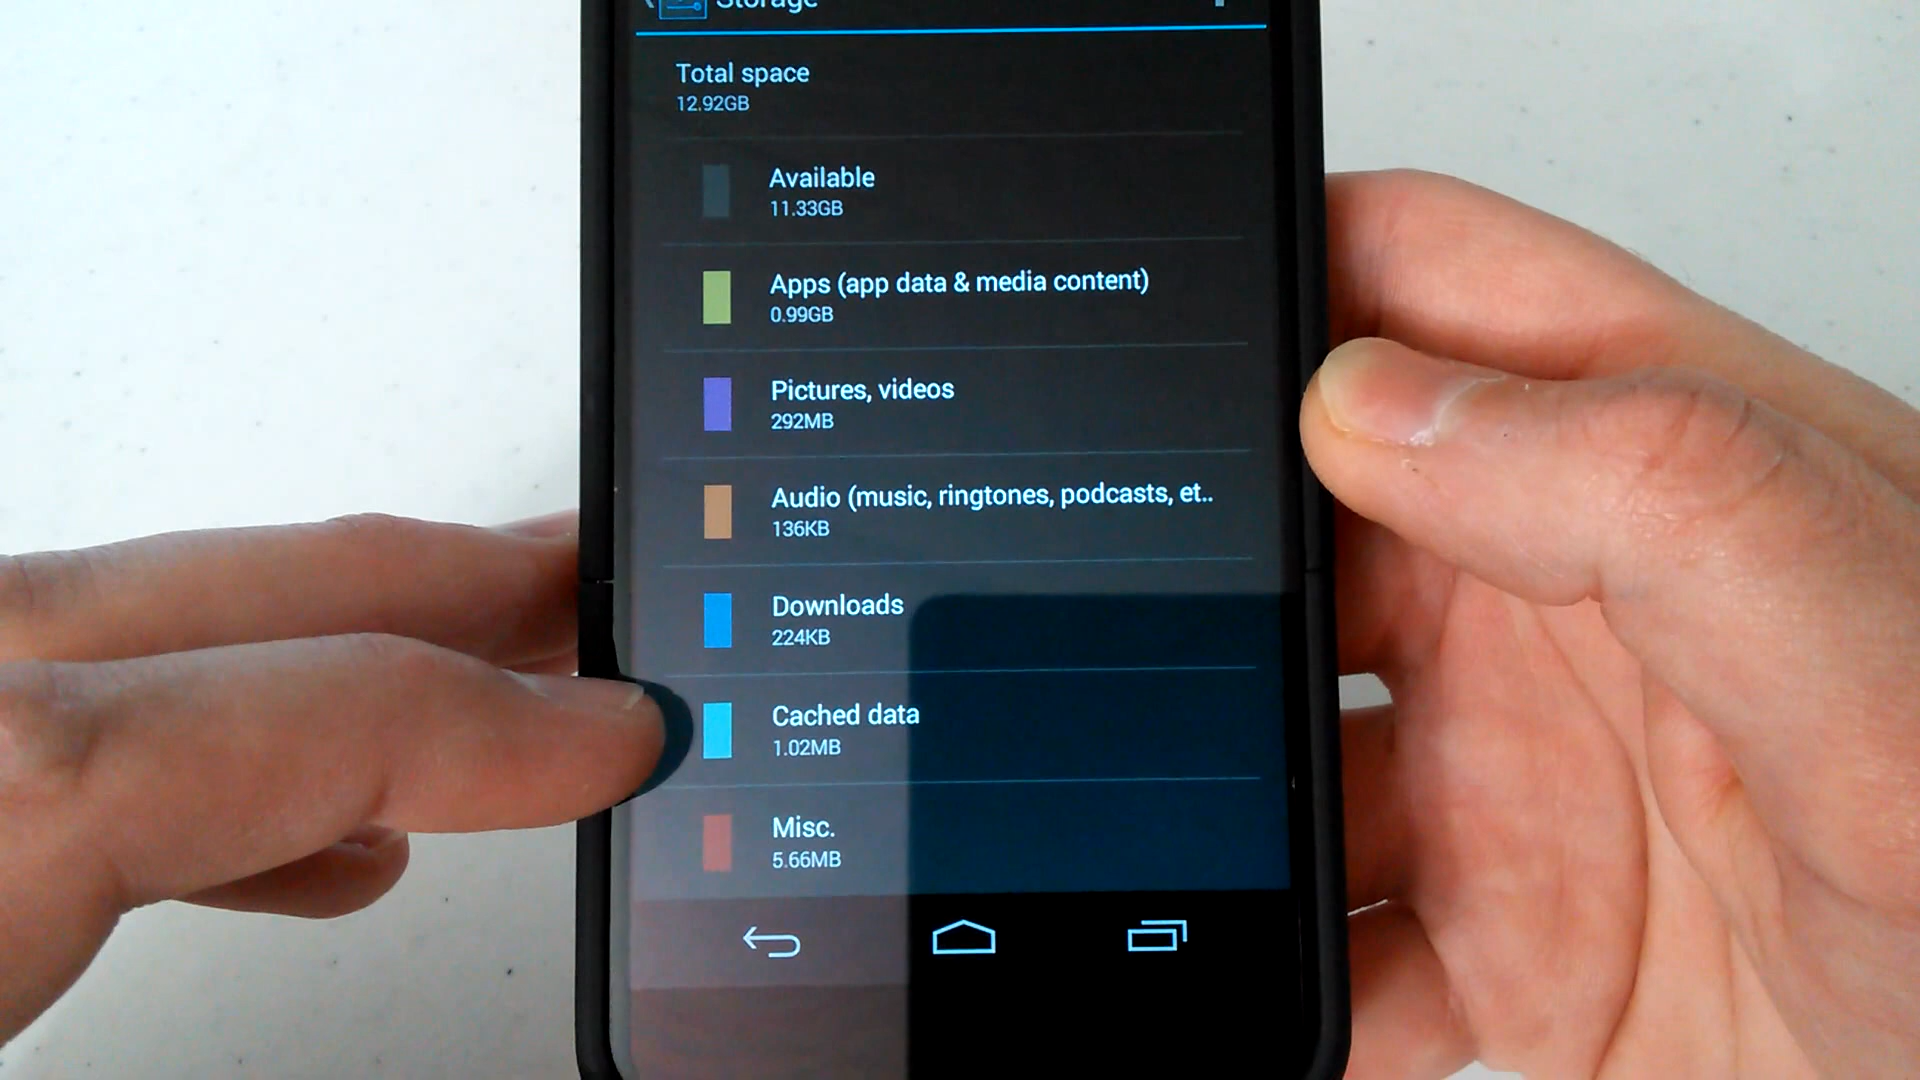 Storage
Total space
12.92GB
Available
11.33GB
Apps (app data & media content)
0.99GB
Pictures, videos
292MB
Audio (music, ringtones, podcasts, et..
136KB
Downloads
224KB
Cached data
1.02MB
Misc.
5.66MB